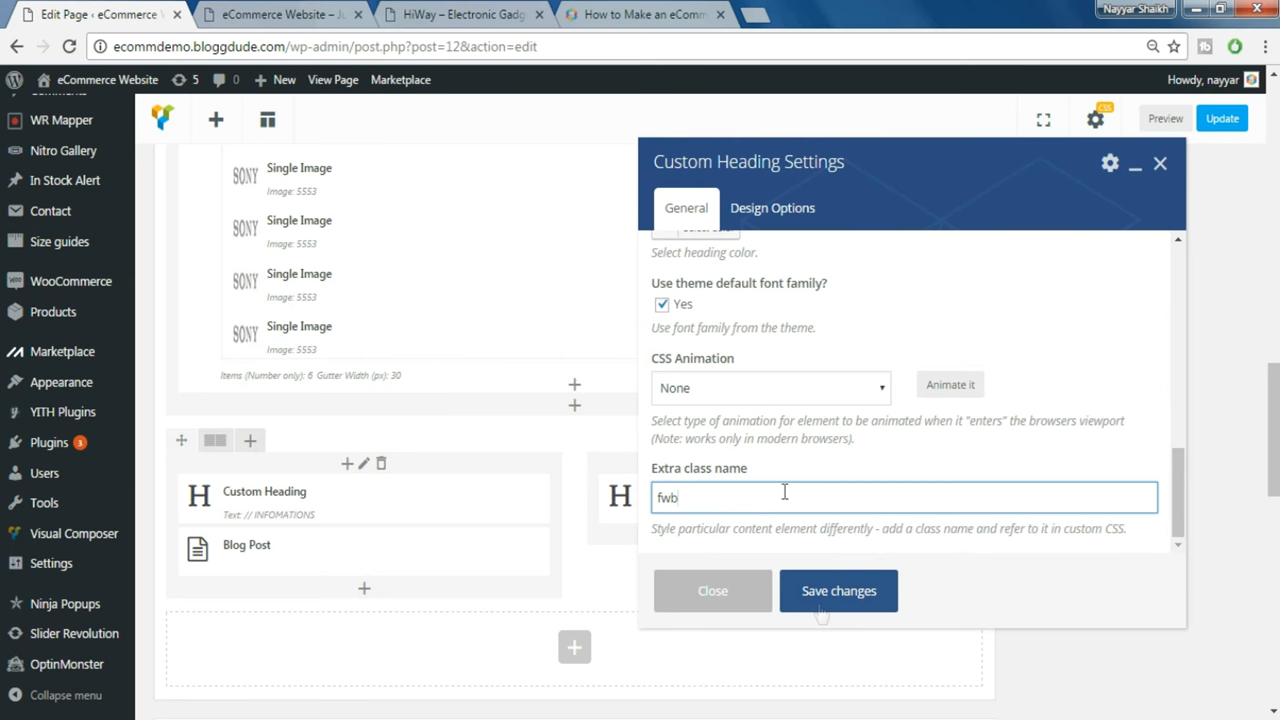 Edit Page ‹ eCommerce W
eCommerce Website – Ju
HiWay – Electronic Gadg
How to Make an eComm
Nayyar Shaikh
ecommdemo.bloggdude.com/wp-admin/post.php?post=12&action=edit
eCommerce Website
5
0
New
View Page
Marketplace
Howdy, nayyar
Comments
WR Mapper
Nitro Gallery
In Stock Alert
Contact
Size guides
WooCommerce
Products
Marketplace
Appearance
YITH Plugins
Plugins 3
Users
Tools
Visual Composer
Settings
Ninja Popups
Slider Revolution
OptinMonster
Collapse menu
CSS
Preview
Update
SONY
Single Image
Image: 5553
SONY
Single Image
Image: 5553
SONY
Single Image
Image: 5553
SONY
Single Image
Image: 5553
Items (Number only): 6 Gutter Width (px): 30
H
Custom Heading
Text: // INFOMATIONS
Blog Post
H
Custom Heading Settings
General
Design Options
Select Color
Select heading color.
Use theme default font family?
Yes
Use font family from the theme.
CSS Animation
None
Animate it
Select type of animation for element to be animated when it "enters" the browsers viewport
(Note: works only in modern browsers).
Extra class name
fwb
Style particular content element differently - add a class name and refer to it in custom CSS.
Close
Save changes